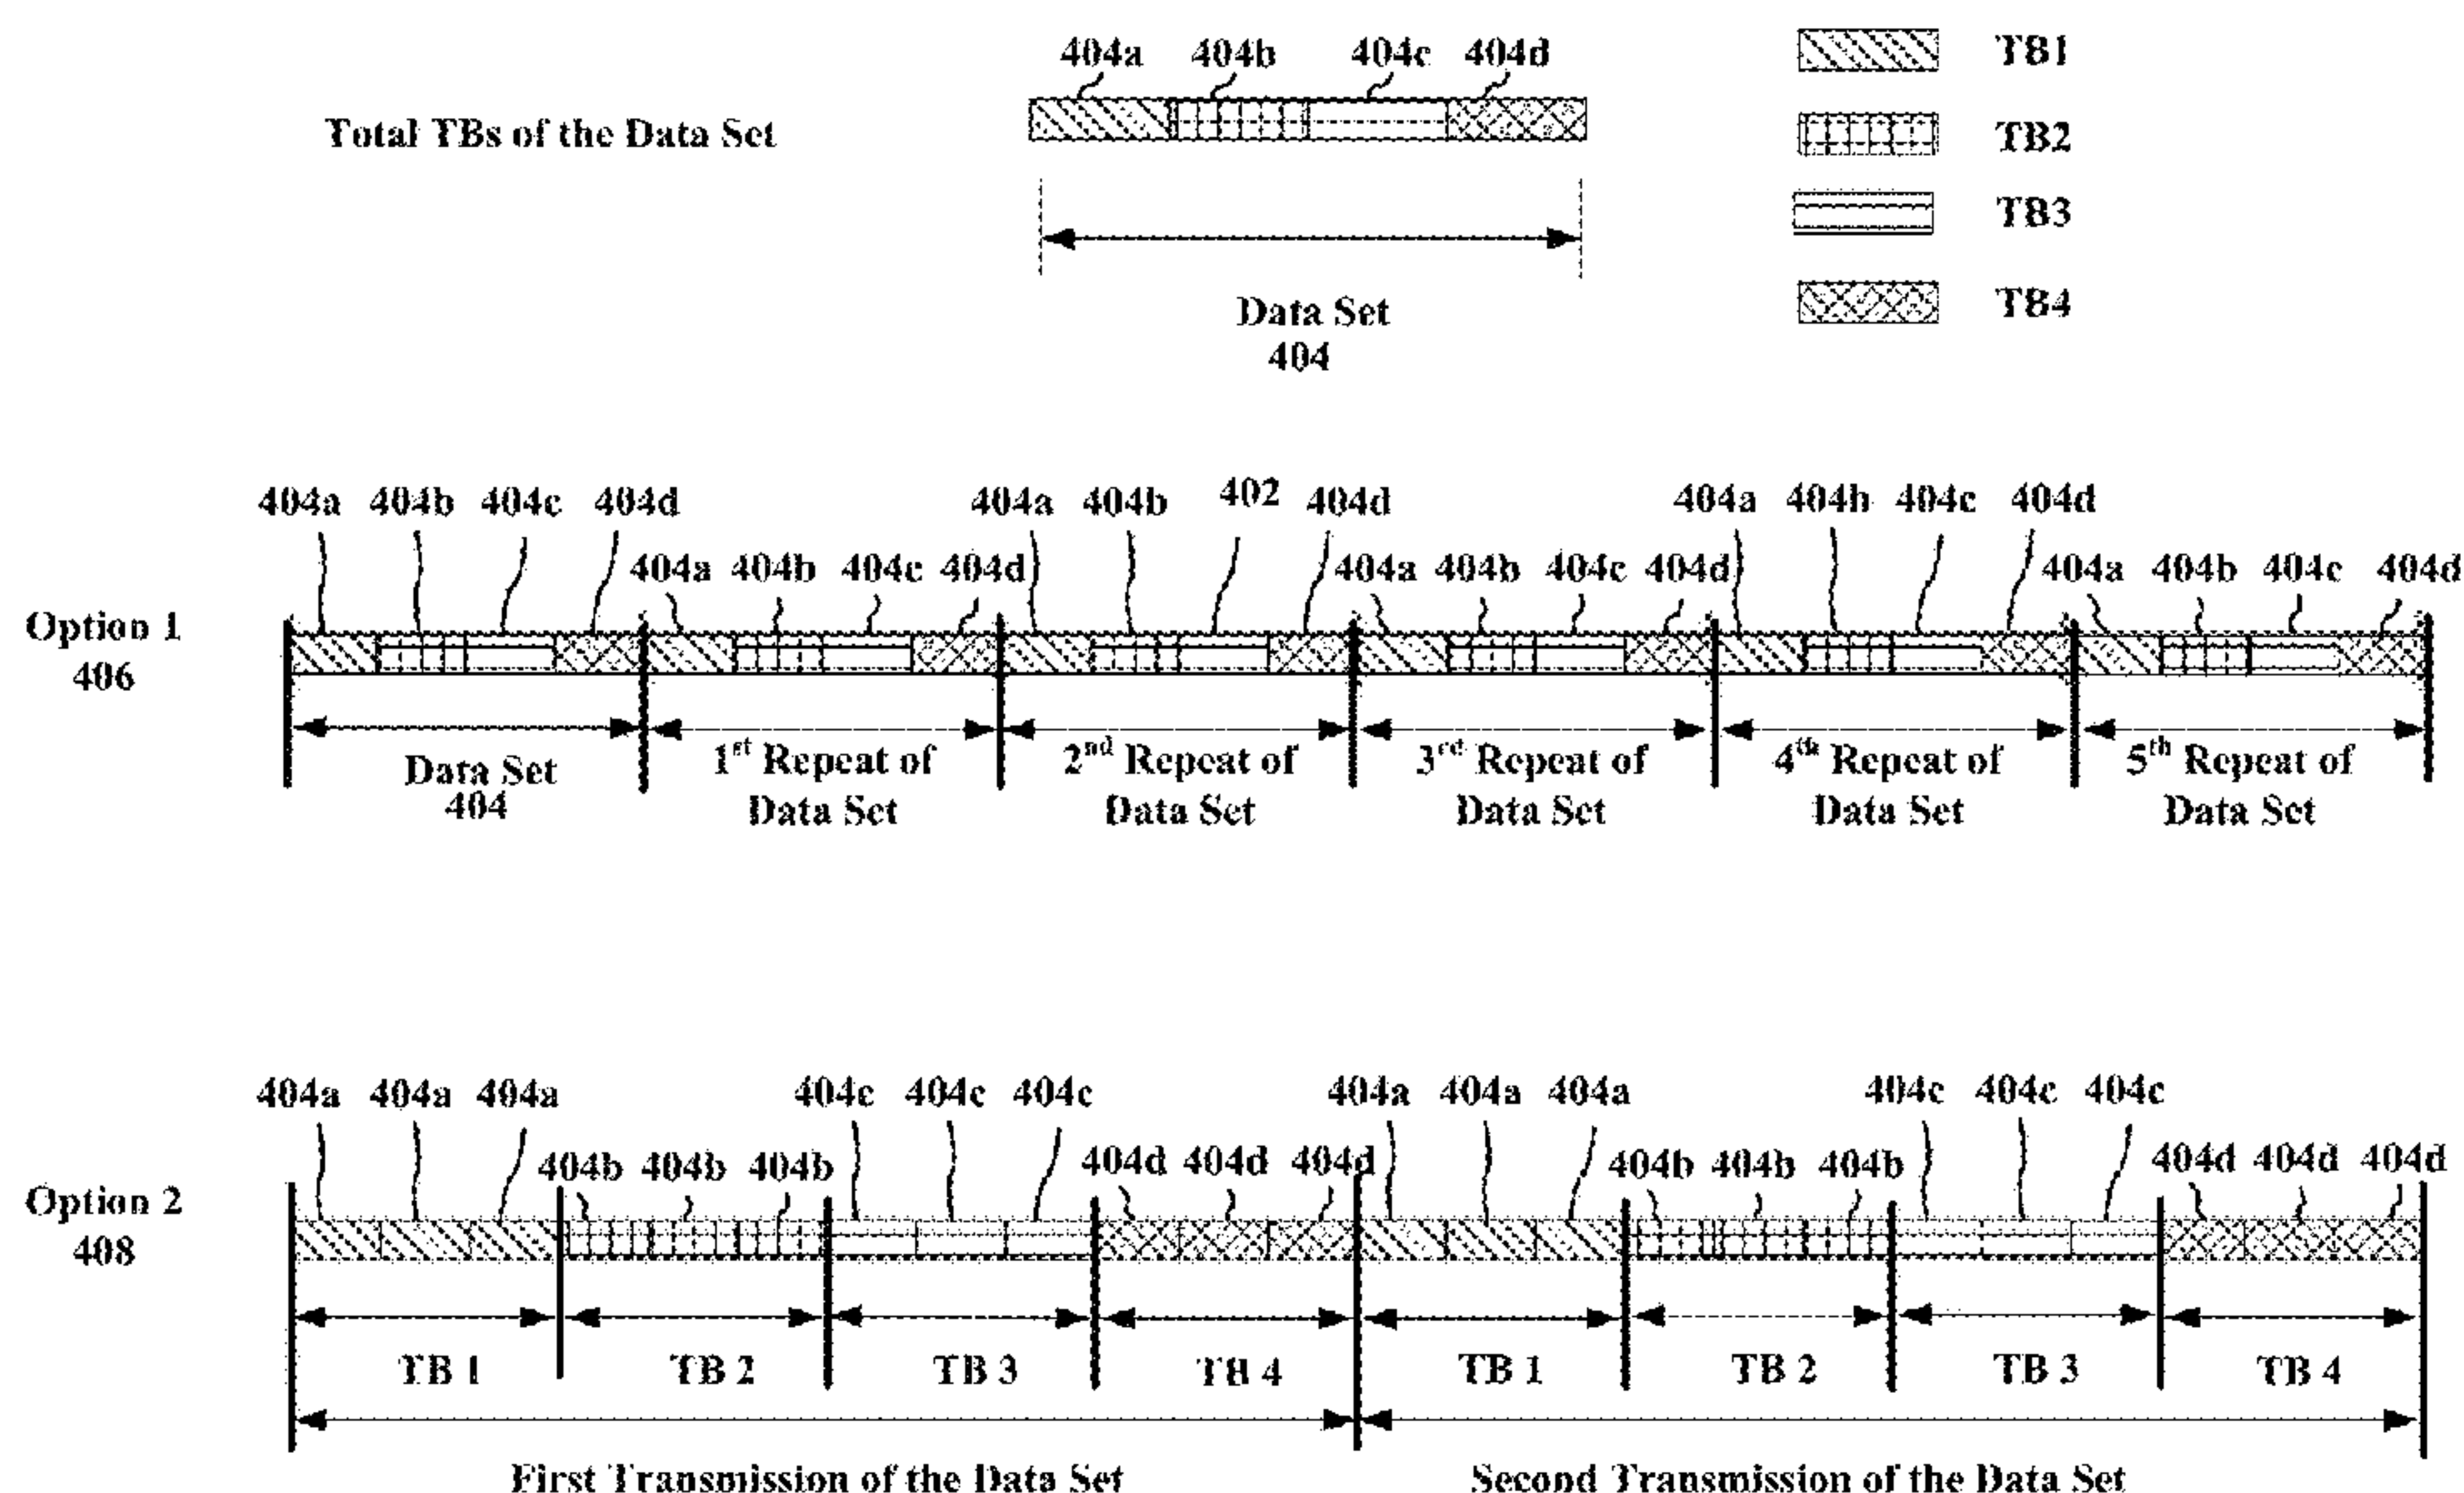 404a 404b 404c 404d
TB1
Total TBs of the Data Set
TB2
TB3
TB4
Data Set
404
404a 404b 404c 404d 404a 404b 402 404d 404a 404h 404c 404d
404a 404b 404c 404d 404a 404b 404c 404d 404a 404b 404c 404d
Option 1
406
Data Set
404
1st Repeat of
Data Set
2nd Repeat of
Data Set
3rd Repeat of
Data Set
4th Repeat of
Data Set
5th Repeat of
Data Set
404a 404a 404a 404c 404c 404c 404a 404a 404a 404c 404c 404c
404b 404b 404b 404d 404d 404d 404b 404b 404b 404d 404d 404d
Option 2
408
TB 1 TB 2 TB 3 TB 4 TB 1 TB 2 TB 3 TB 4
First Transmission of the Data Set Second Transmission of the Data Set